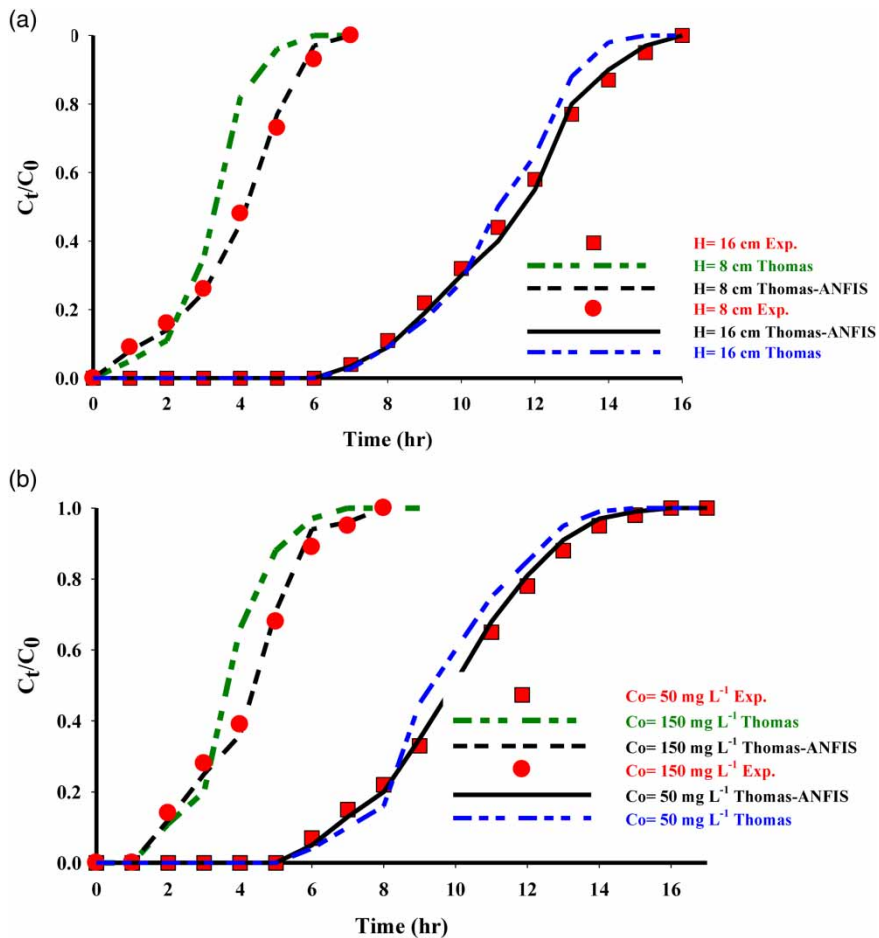 (a)
0
0.8
0.6
0.4
0.2
0.0
Ct/C0
0 2 4 6 8 10 12 14 16
Time (hr)
H= 16 cm Exp.
H= 8 cm Thomas
H= 8 cm Thomas-ANFIS
H= 8 cm Exp.
H= 16 cm Thomas-ANFIS
H= 16 cm Thomas
(b)
1.0
0.8
0.6
0.4
0.2
0.0
Ct/C0
0 2 4 6 8 10 12 14 16
Time (hr)
Co= 50 mg L-1 Exp.
Co= 150 mg L-1 Thomas
Co= 150 mg L-1 Thomas-ANFIS
Co= 150 mg L-1 Exp.
Co= 50 mg L-1 Thomas-ANFIS
Co= 50 mg L-1 Thomas